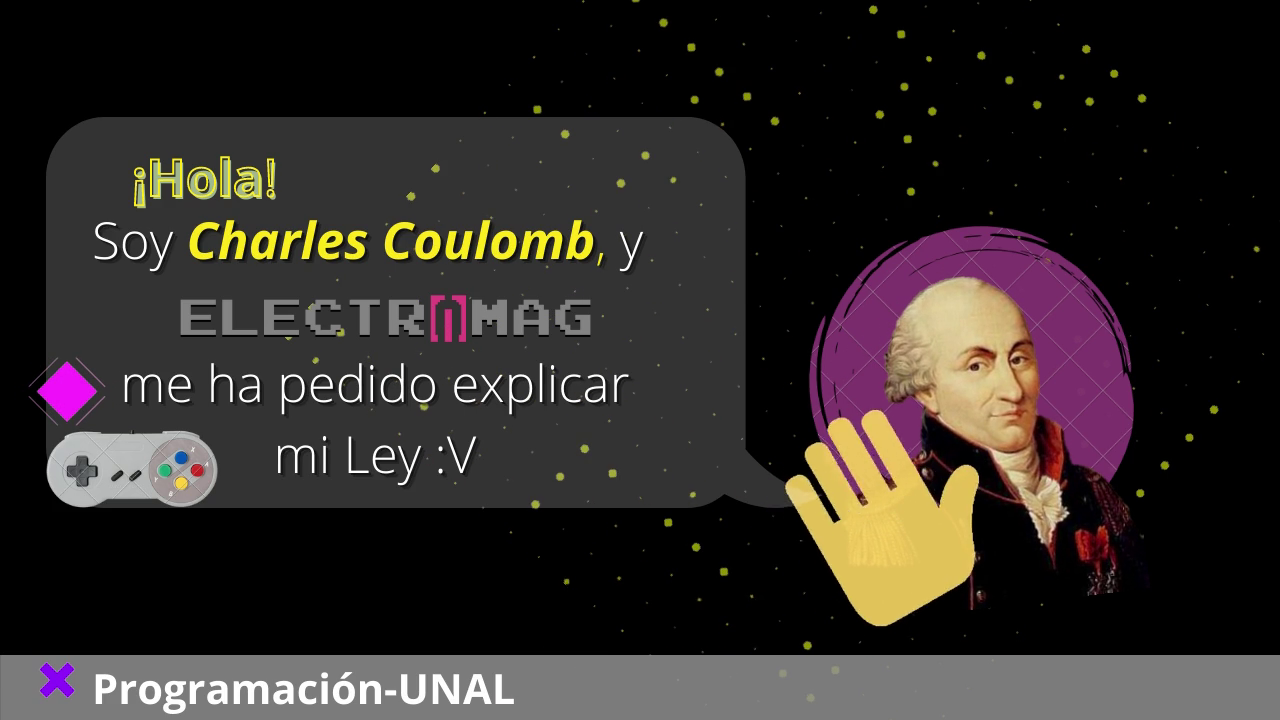 ¡Hola!
Soy Charles Coulomb, y
ELECTR[|]MAG
me ha pedido explicar
mi Ley :V
Programación-UNAL